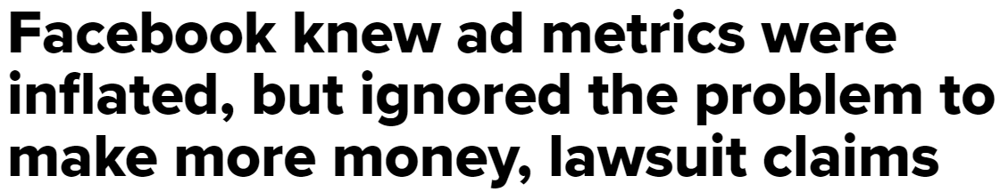 Facebook knew ad metrics were
inflated, but ignored the problem to
make more money, lawsuit claims